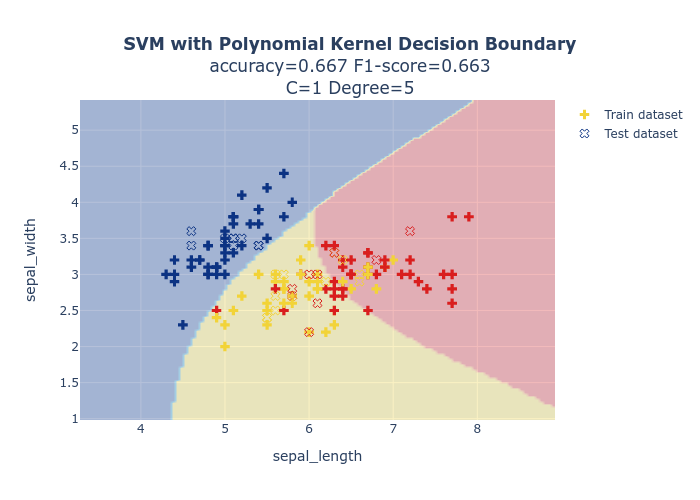 SVM with Polynomial Kernel Decision Boundary
accuracy=0.667 F1-score=0.663
C=1 Degree=5
Train dataset
Test dataset
5
4.5
4
3.5
3
2.5
2
1.5
1
sepal_width
4 5 6 7 8
sepal_length